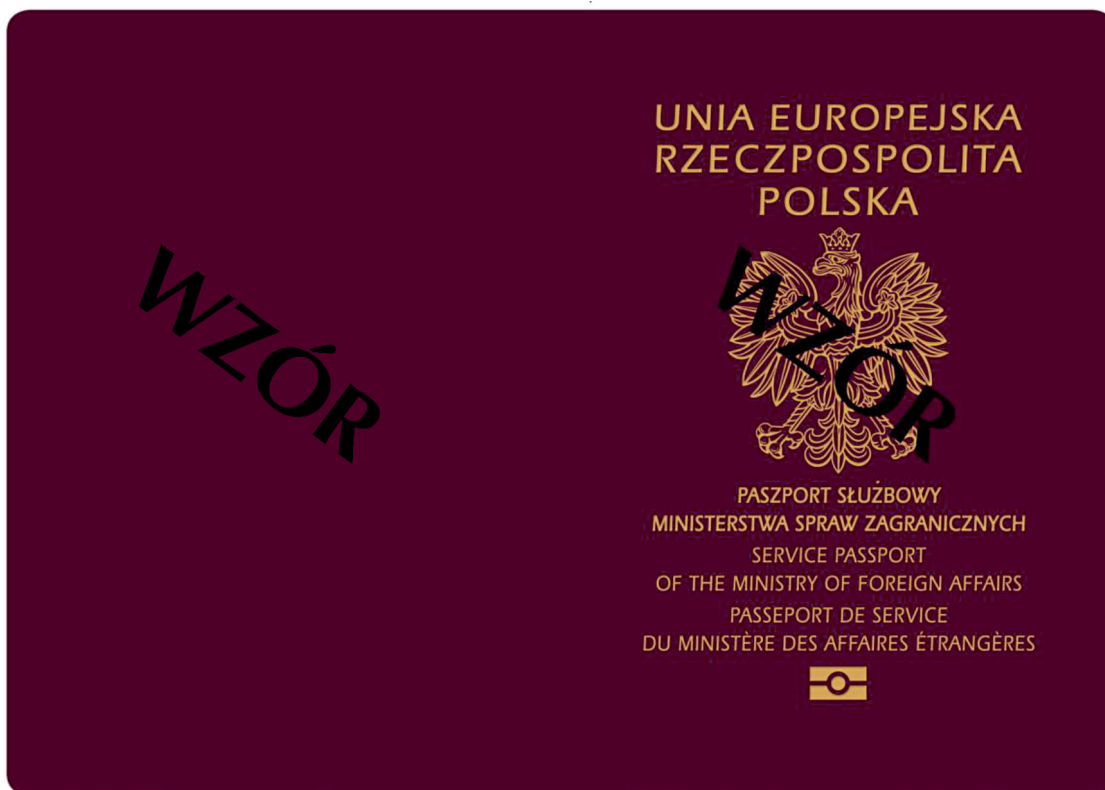 WZÓR
UNIA EUROPEJSKA
RZECZPOSPOLITA
POLSKA
WZÓR
PASZPORT SŁUŻBOWY
MINISTERSTWA SPRAW ZAGRANICZNYCH
SERVICE PASSPORT
OF THE MINISTRY OF FOREIGN AFFAIRS
PASSEPORT DE SERVICE
DU MINISTÈRE DES AFFAIRES ÉTRANGÈRES